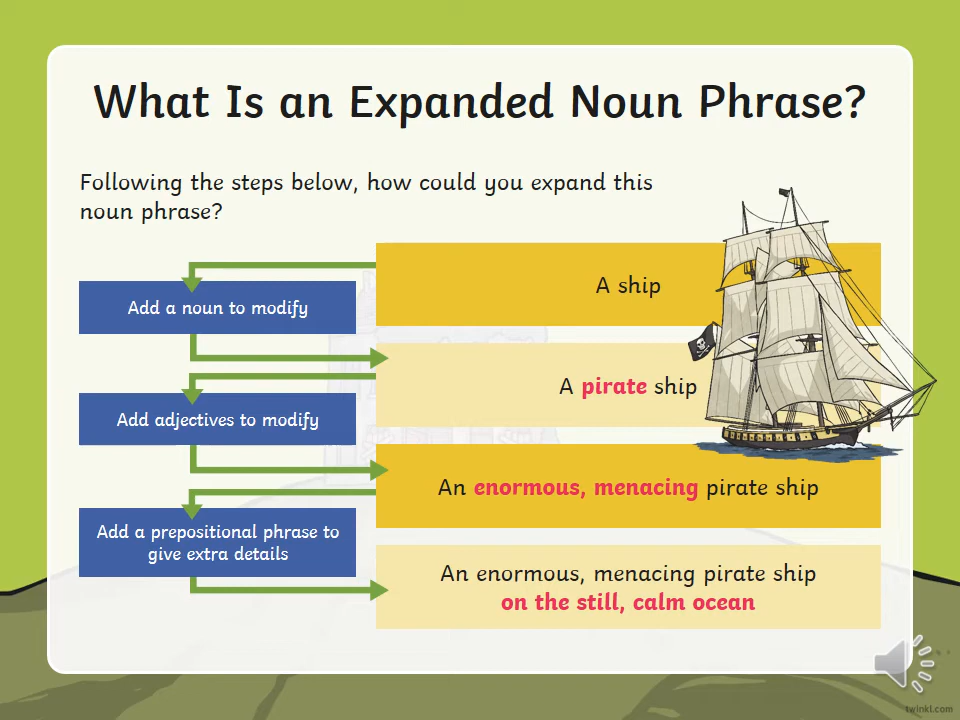 What Is an Expanded Noun Phrase?
Following the steps below, how could you expand this
noun phrase?
A ship
Add a noun to modify
A pirate ship
Add adjectives to modify
An enormous, menacing pirate ship
Add a prepositional phrase to
give extra details
An enormous, menacing pirate ship
on the still, calm ocean
twinkl.com